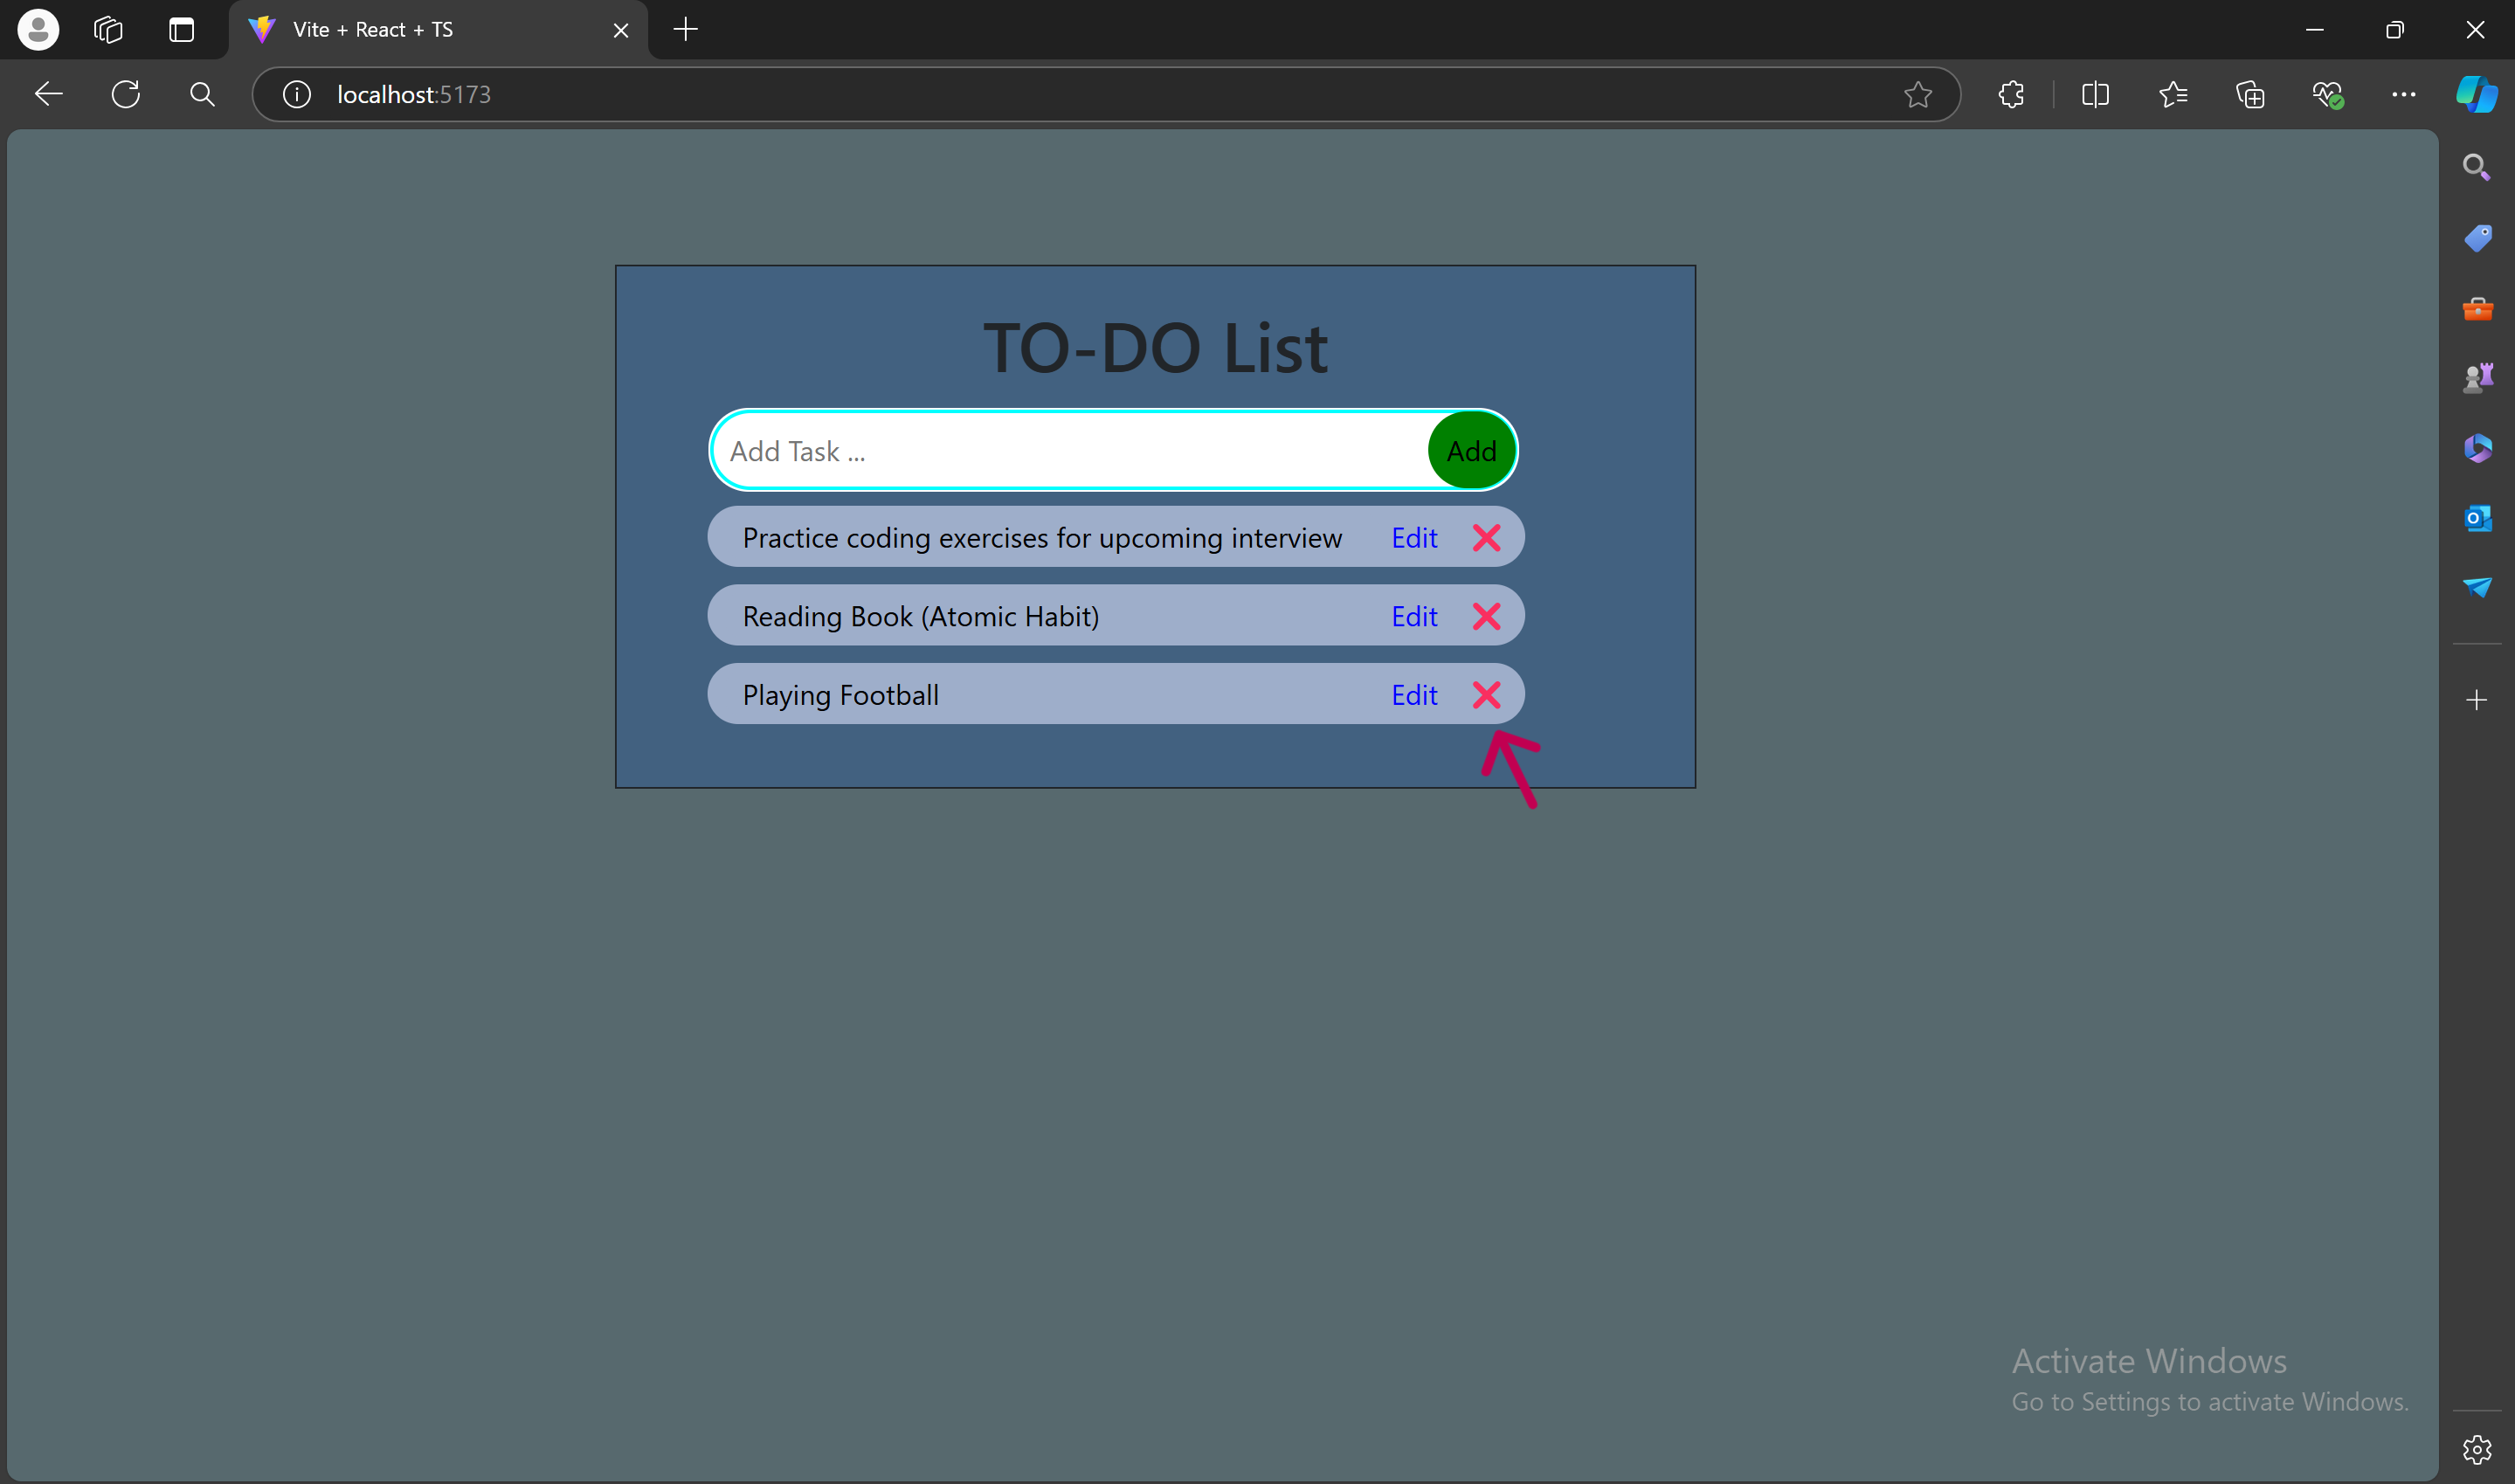 Vite + React + TS
localhost:5173
TO-DO List
Add Task ...
Add
Practice coding exercises for upcoming interview Edit
Reading Book (Atomic Habit) Edit
Playing Football Edit
Activate Windows
Go to Settings to activate Windows.